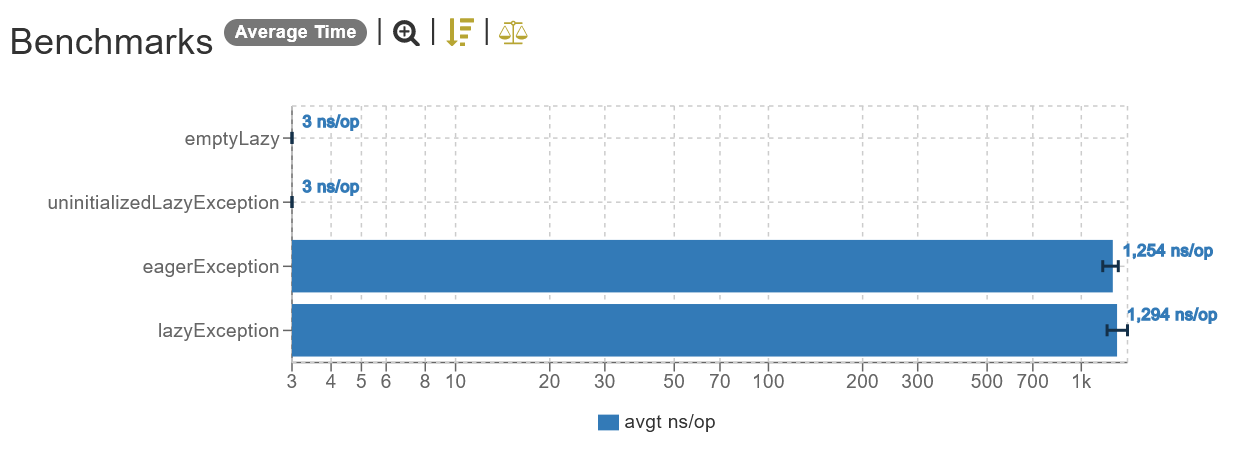 Benchmarks Average Time
emptyLazy 3 ns/op
uninitializedLazyException 3 ns/op
eagerException 1,254 ns/op
lazyException 1,294 ns/op
3 4 5 6 8 10 20 30 50 70 100 200 300 500 700 1k
avgt ns/op